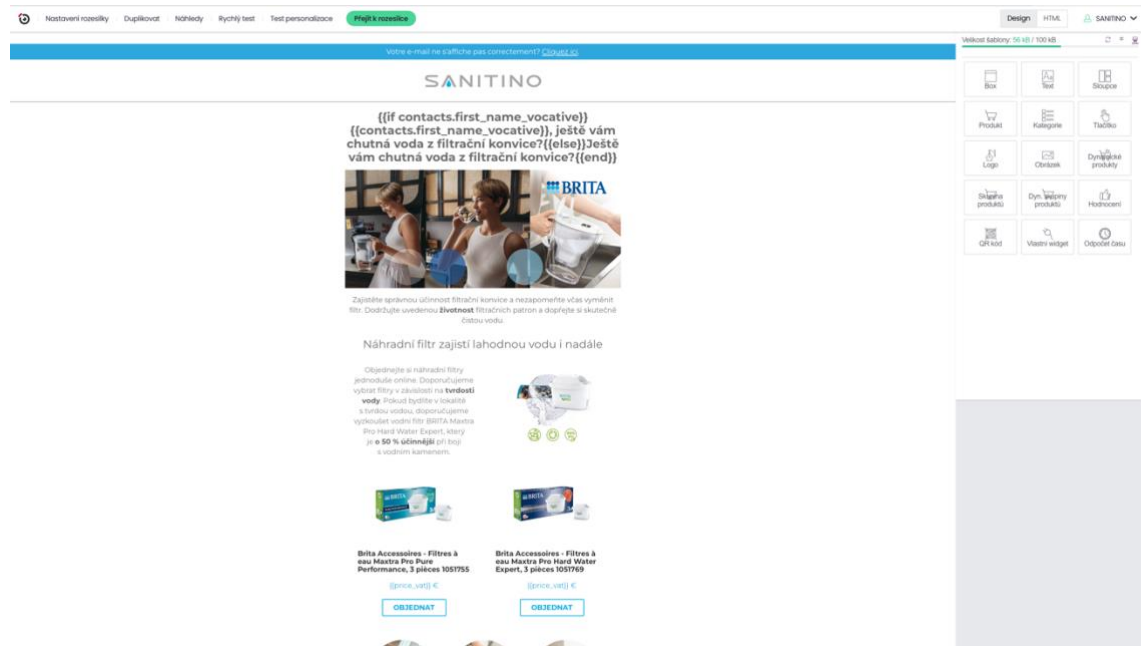 Nastavení rozesílky Duplikovat Náhledy Rychlý test Test personalizace Přejít k rozesílce Design HTML SANITINO
Velikost šablony: 56 kB / 100 kB
Votre e-mail ne s'affiche pas correctement? Cliquez ici.
SANITINO
{{if contacts.first_name_vocative}}
{{contacts.first_name_vocative}}, ještě vám
chutná voda z filtrační konvice?{{else}}Ještě
vám chutná voda z filtrační konvice?{{end}}
BRITA
Zajistěte správnou účinnost filtrační konvice a nezapomeňte včas vyměnit
filtr. Dodržujte uvedenou životnost filtračních patron a dopřejte si skutečně
čistou vodu.
Náhradní filtr zajistí lahodnou vodu i nadále
Objednejte si náhradní filtry
jednoduše online. Doporučujeme
vybrat filtry v závislosti na tvrdosti
vody. Pokud bydlíte v lokalitě
s tvrdou vodou, doporučujeme
vyzkoušet vodní filtr BRITA Maxtra
Pro Hard Water Expert, který
je o 50 % účinnější při boji
s vodním kamenem.
BRITA
BRITA
Brita Accessoires - Filtres à
eau Maxtra Pro Pure
Performance, 3 pièces 1051755
{{price_vat}} €
OBJEDNAT
Brita Accessoires - Filtres à
eau Maxtra Pro Hard Water
Expert, 3 pièces 1051769
{{price_vat}} €
OBJEDNAT
Box Text Sloupce
Produkt Kategorie Tlačítko
Logo Obrázek Dynamické
produkty
Skupina
produktů
Dyn. skupiny
produktů
Hodnocení
QR kód Vlastní widget Odpočet času